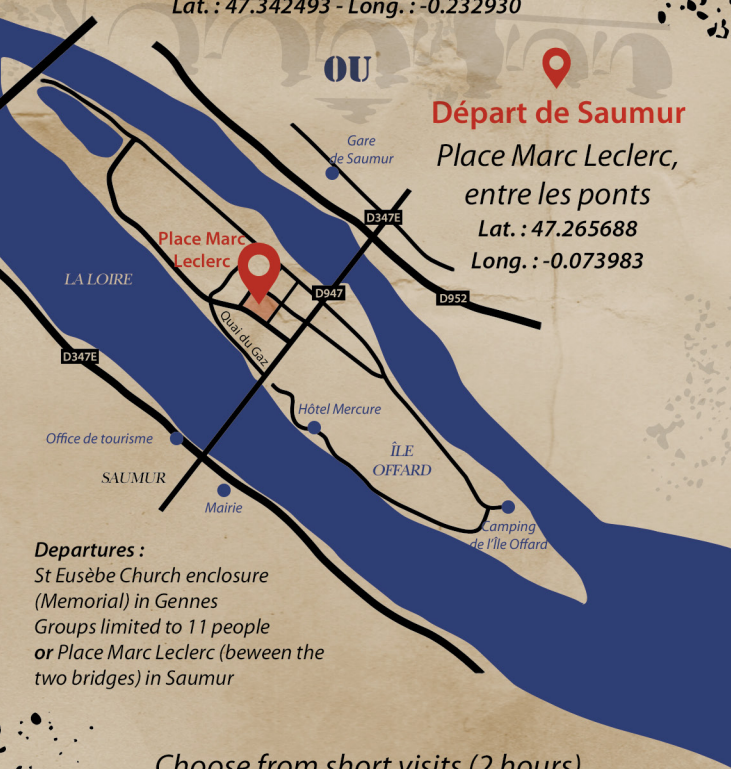 Lat. : 47.342493 - Long. : -0.232930
OU
Départ de Saumur
Place Marc Leclerc,
entre les ponts
Lat. : 47.265688
Long. : -0.073983
Gare
de Saumur
D347E
Place Marc
Leclerc
LA LOIRE
D947
D952
Quai du Gaz
D347E
Hôtel Mercure
Office de tourisme
ÎLE
OFFARD
SAUMUR
Mairie
Camping
de l'Île Offard
Departures :
St Eusèbe Church enclosure
(Memorial) in Gennes
Groups limited to 11 people
or Place Marc Leclerc (beween the
two bridges) in Saumur
Choose from short visits (2 hours)